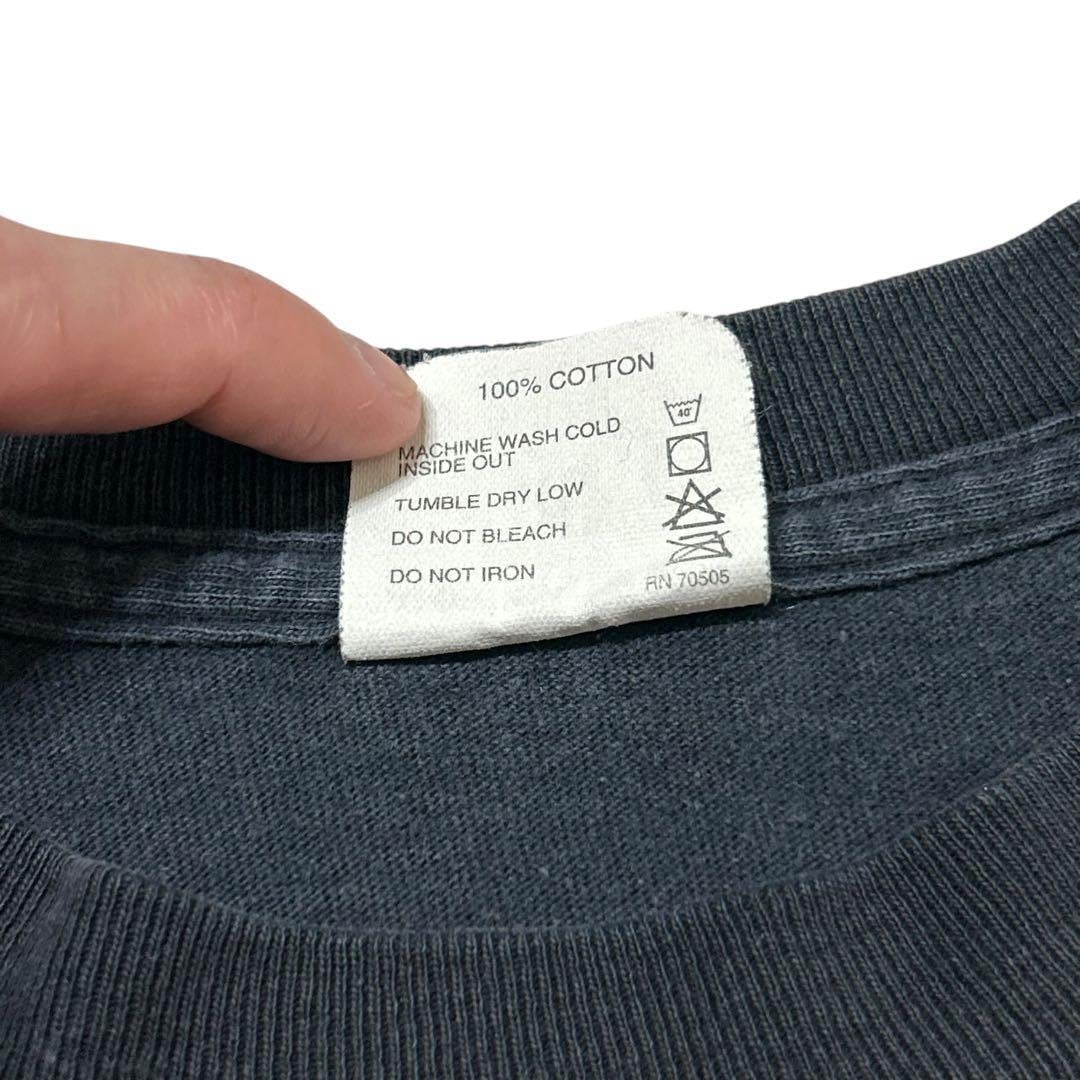 100% COTTON
40°
MACHINE WASH COLD
INSIDE OUT
TUMBLE DRY LOW
DO NOT BLEACH
DO NOT IRON
RN 70505